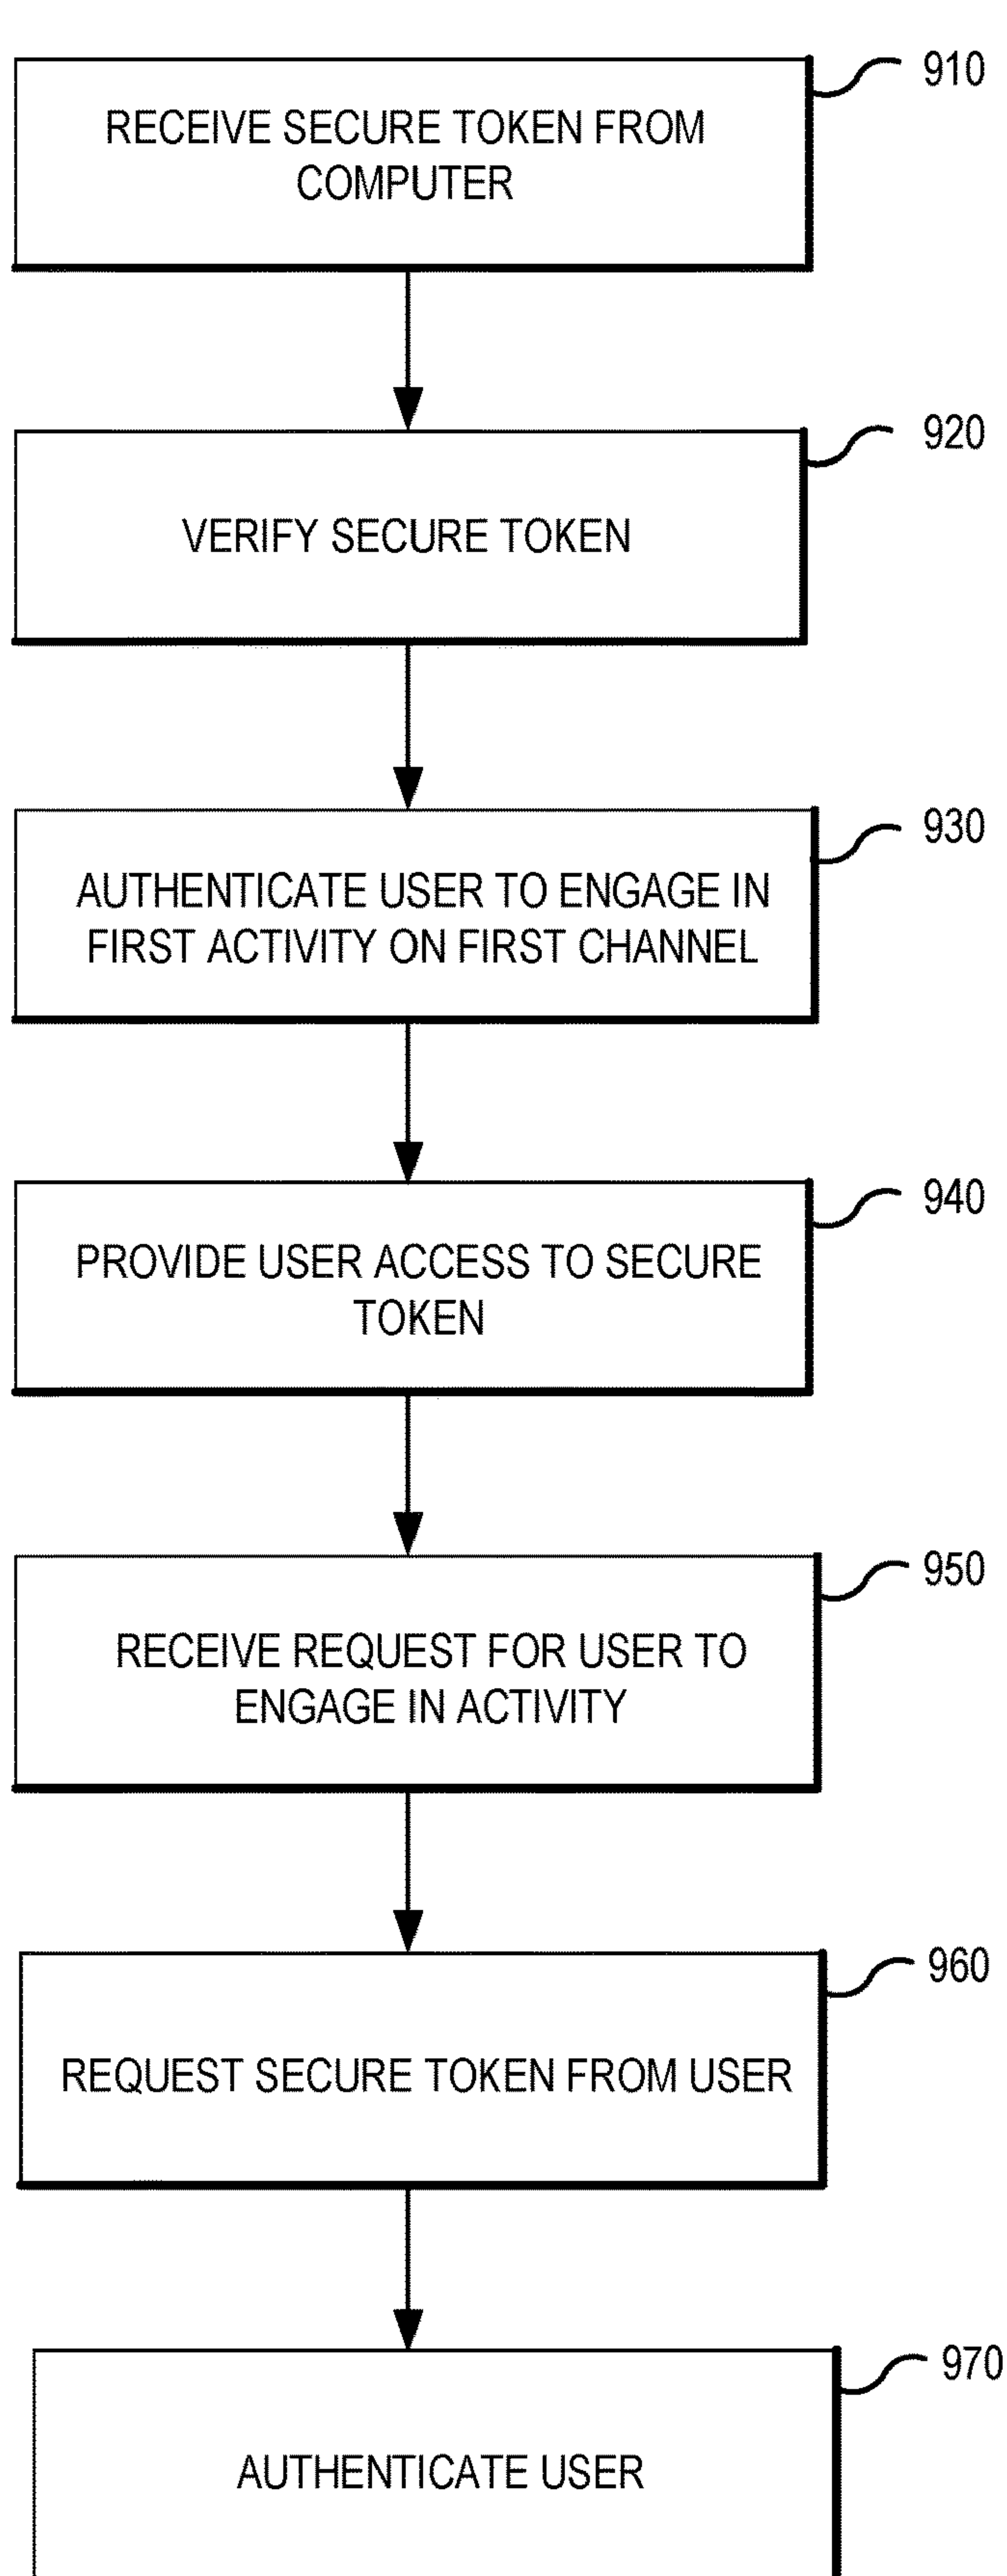 910
RECEIVE SECURE TOKEN FROM
COMPUTER
920
VERIFY SECURE TOKEN
930
AUTHENTICATE USER TO ENGAGE IN
FIRST ACTIVITY ON FIRST CHANNEL
940
PROVIDE USER ACCESS TO SECURE
TOKEN
950
RECEIVE REQUEST FOR USER TO
ENGAGE IN ACTIVITY
960
REQUEST SECURE TOKEN FROM USER
970
AUTHENTICATE USER